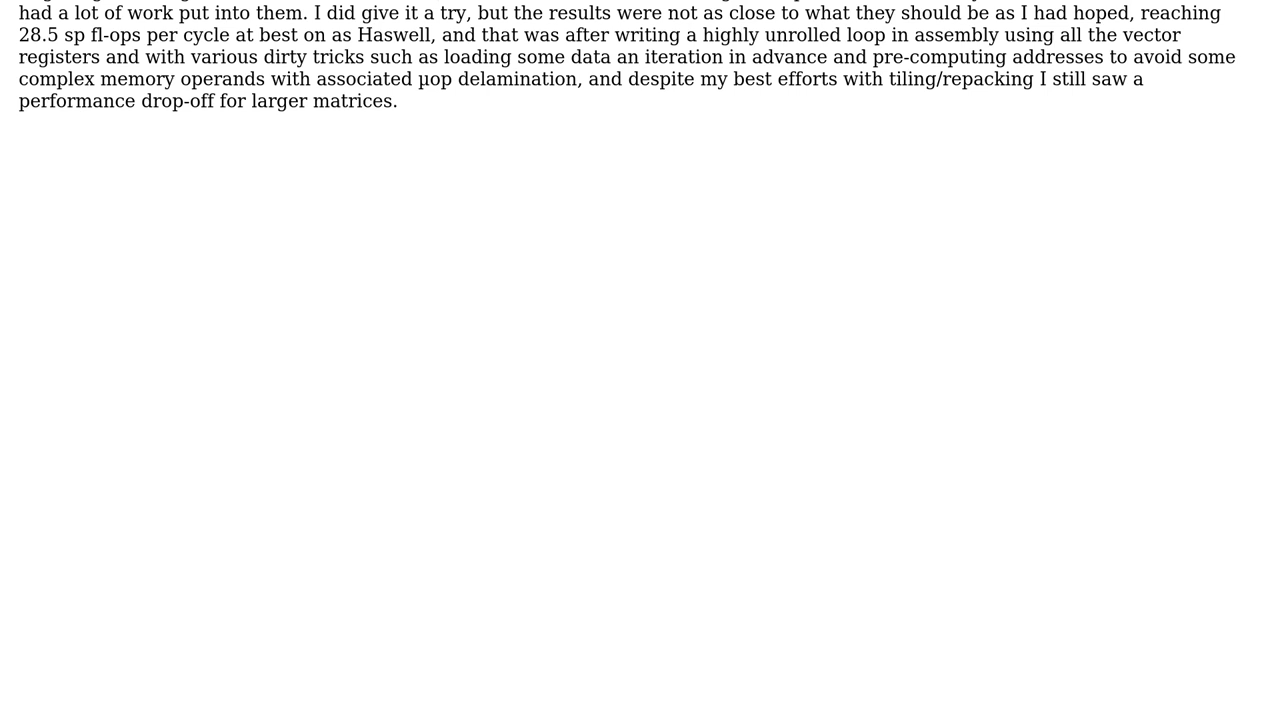 had a lot of work put into them. I did give it a try, but the results were not as close to what they should be as I had hoped, reaching
28.5 sp fl-ops per cycle at best on as Haswell, and that was after writing a highly unrolled loop in assembly using all the vector
registers and with various dirty tricks such as loading some data an iteration in advance and pre-computing addresses to avoid some
complex memory operands with associated µop delamination, and despite my best efforts with tiling/repacking I still saw a
performance drop-off for larger matrices.